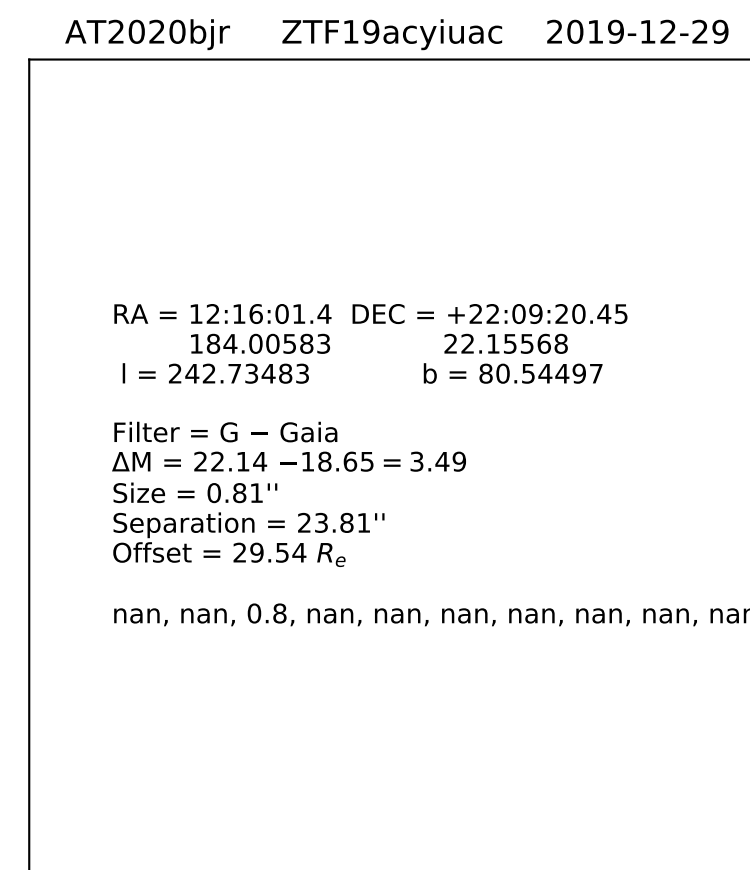 AT2020bjr ZTF19acyiuac 2019-12-29
RA = 12:16:01.4 DEC = +22:09:20.45
184.00583 22.15568
l = 242.73483 b = 80.54497
Filter = G − Gaia
ΔM = 22.14 −18.65 = 3.49
Size = 0.81''
Separation = 23.81''
Offset = 29.54 Re
nan, nan, 0.8, nan, nan, nan, nan, nan, nan, nan